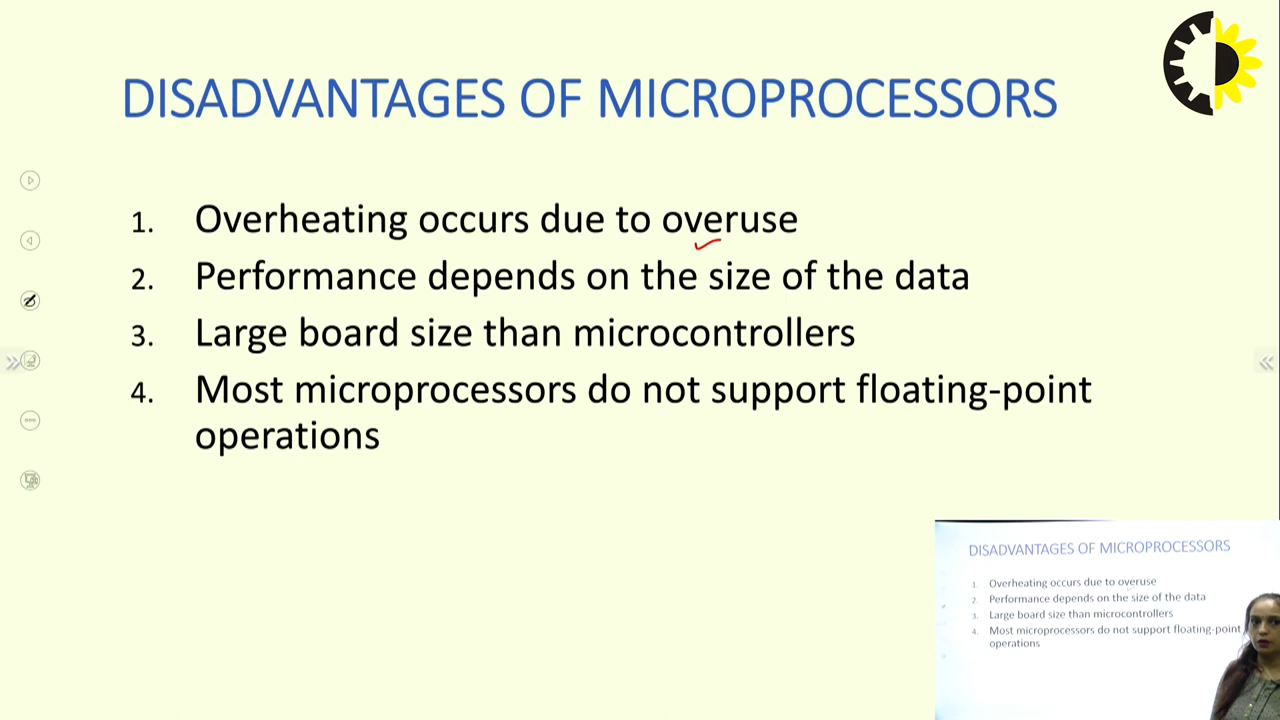 DISADVANTAGES OF MICROPROCESSORS
1. Overheating occurs due to overuse
2. Performance depends on the size of the data
3. Large board size than microcontrollers
4. Most microprocessors do not support floating-point
operations
DISADVANTAGES OF MICROPROCESSORS
1. Overheating occurs due to overuse
2. Performance depends on the size of the data
3. Large board size than microcontrollers
4. Most microprocessors do not support floating-point
operations